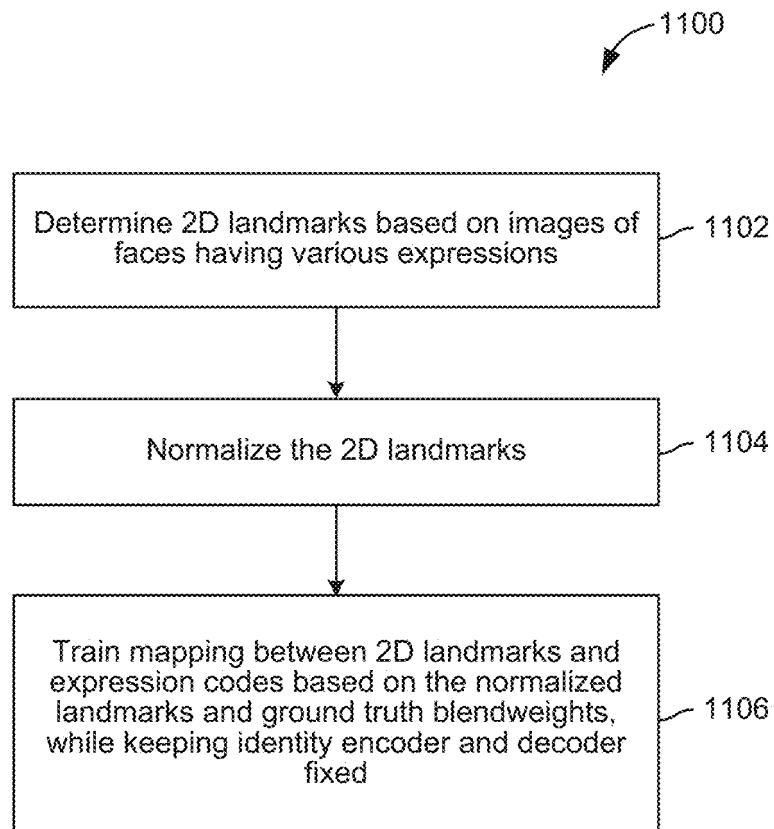 1100
Determine 2D landmarks based on images of
faces having various expressions
1102
Normalize the 2D landmarks
1104
Train mapping between 2D landmarks and
expression codes based on the normalized
landmarks and ground truth blendweights,
while keeping identity encoder and decoder
fixed
1106